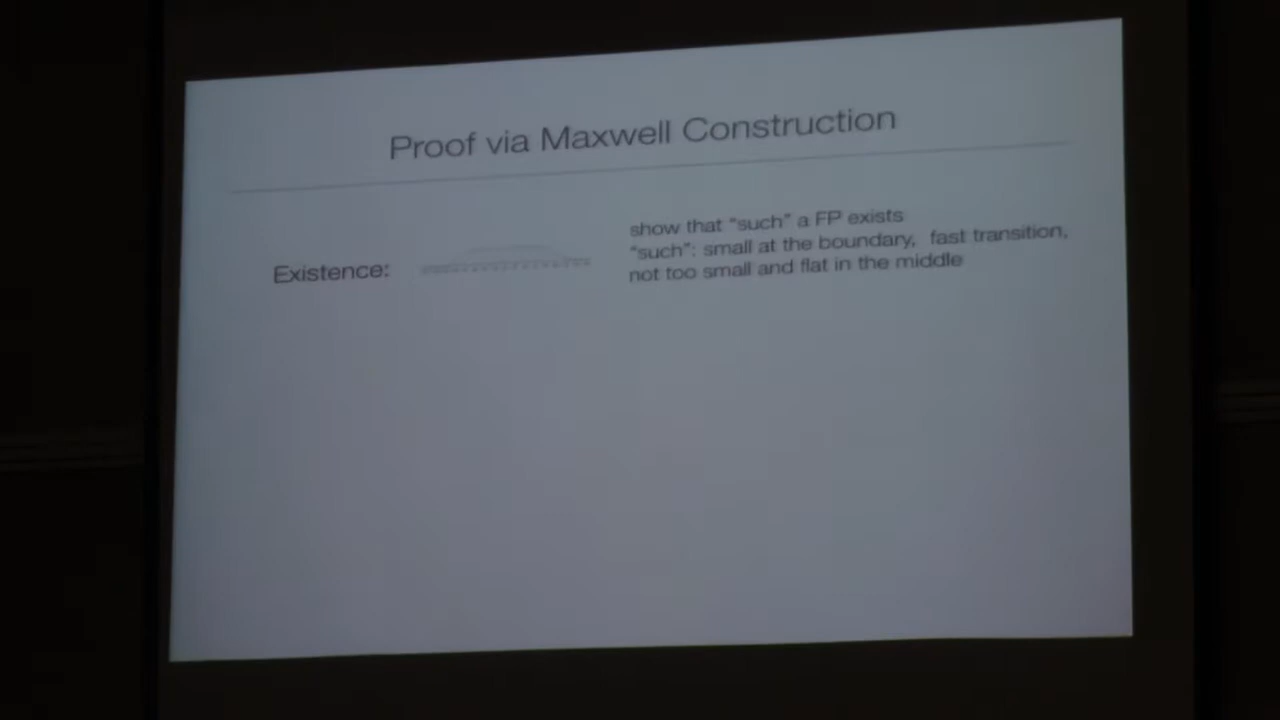 Proof via Maxwell Construction
Existence:
show that “such” a FP exists
“such”: small at the boundary, fast transition,
not too small and flat in the middle